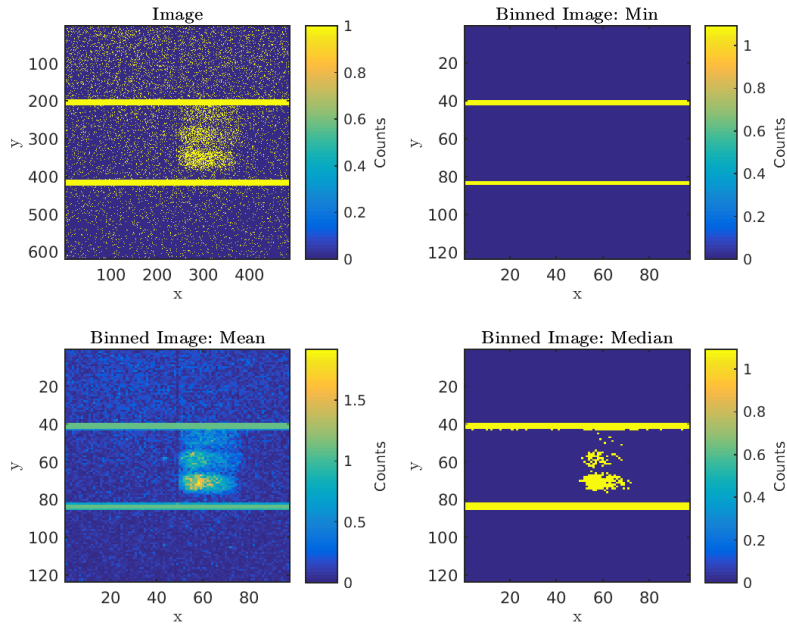 Image
100
200
300
400
500
600
y
100 200 300 400
x
1
0.8
0.6
0.4
0.2
0
Counts
Binned Image: Min
20
40
60
80
100
120
y
20 40 60 80
x
1
0.8
0.6
0.4
0.2
0
Counts
Binned Image: Mean
20
40
60
80
100
120
y
20 40 60 80
x
1.5
1
0.5
0
Counts
Binned Image: Median
20
40
60
80
100
120
y
20 40 60 80
x
1
0.8
0.6
0.4
0.2
0
Counts